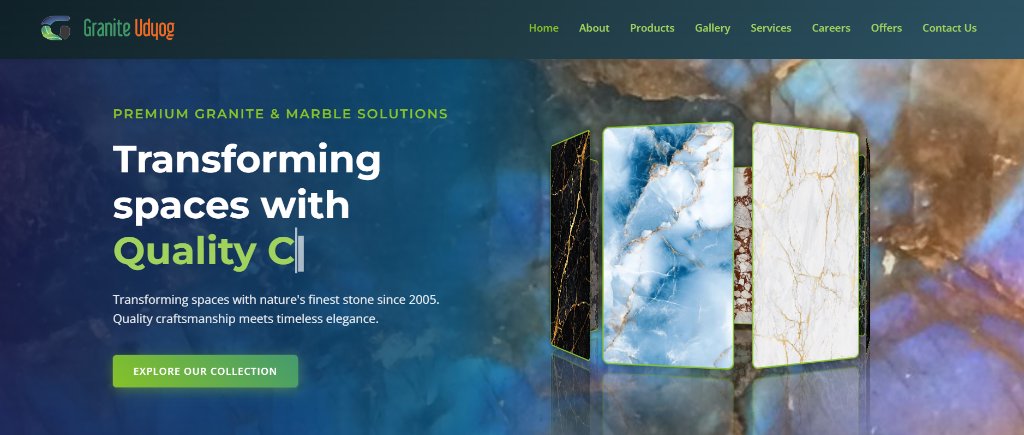 Granite Udyog
Home About Products Gallery Services Careers Offers Contact Us
PREMIUM GRANITE & MARBLE SOLUTIONS
Transforming
spaces with
Quality C
Transforming spaces with nature's finest stone since 2005.
Quality craftsmanship meets timeless elegance.
EXPLORE OUR COLLECTION